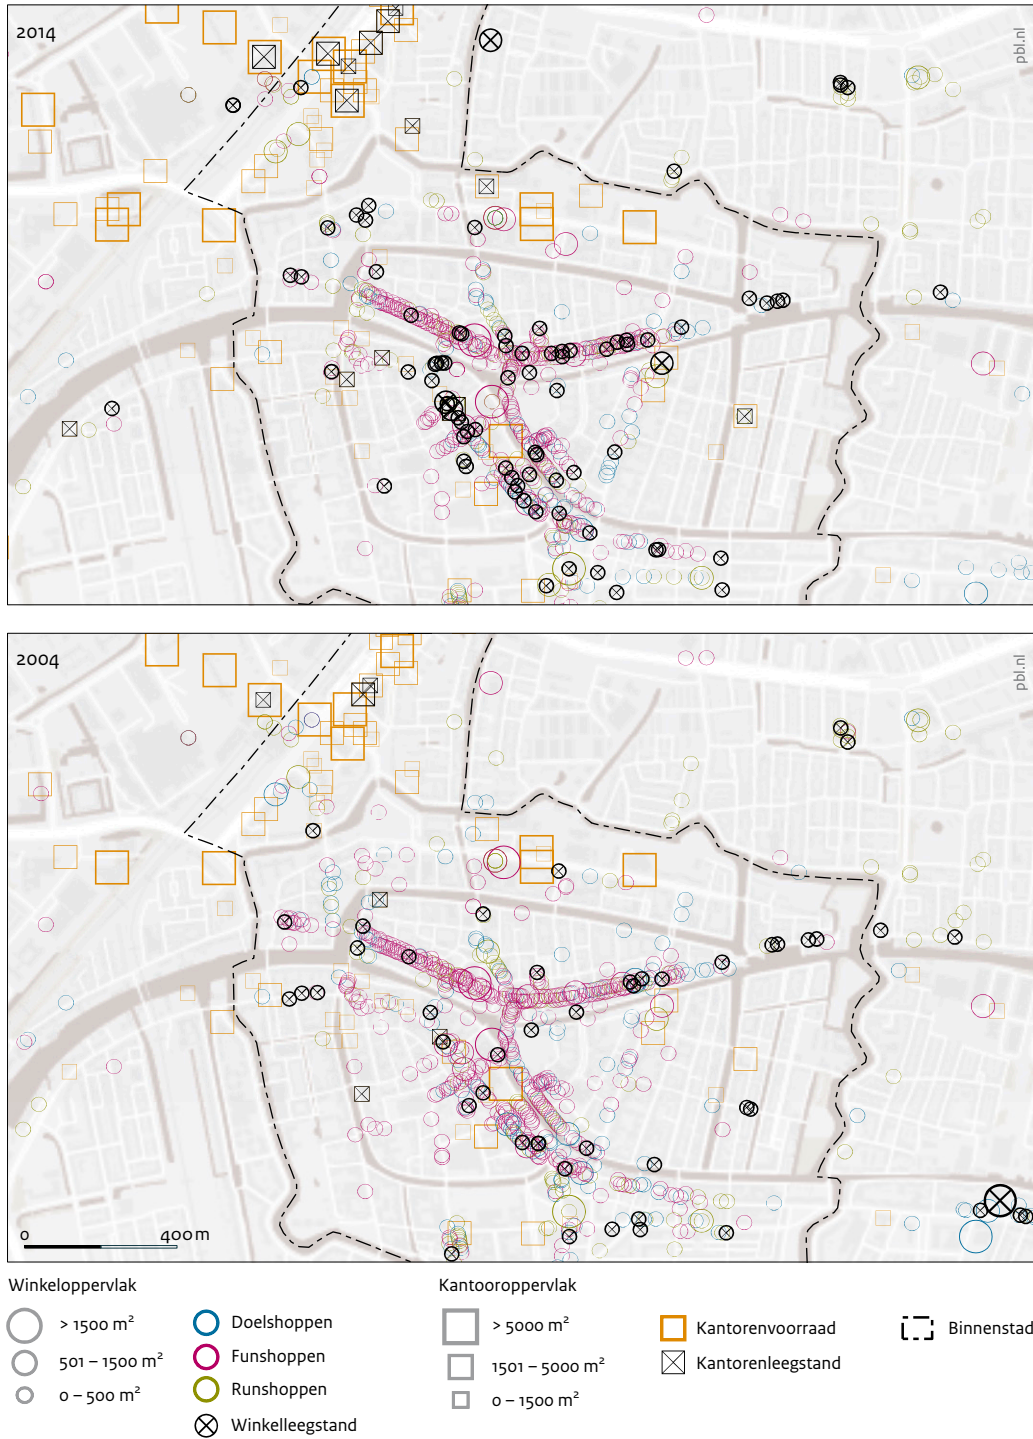 2014
pbl.nl
2004
pbl.nl
0 400m
Winkeloppervlak
> 1500 m²
501 – 1500 m²
0 – 500 m²
Doelshoppen
Funshoppen
Runshoppen
Winkelleegstand
Kantooroppervlak
> 5000 m²
1501 – 5000 m²
0 – 1500 m²
Kantorenvoorraad
Kantorenleegstand
Binnenstad